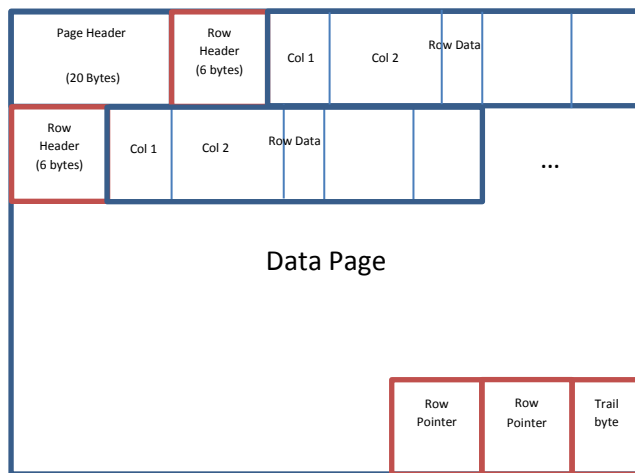 Page Header
(20 Bytes)
Row
Header
(6 bytes)
Col 1
Col 2
Row Data
Row
Header
(6 bytes)
Col 1
Col 2
Row Data
...
Data Page
Row
Pointer
Row
Pointer
Trail
byte